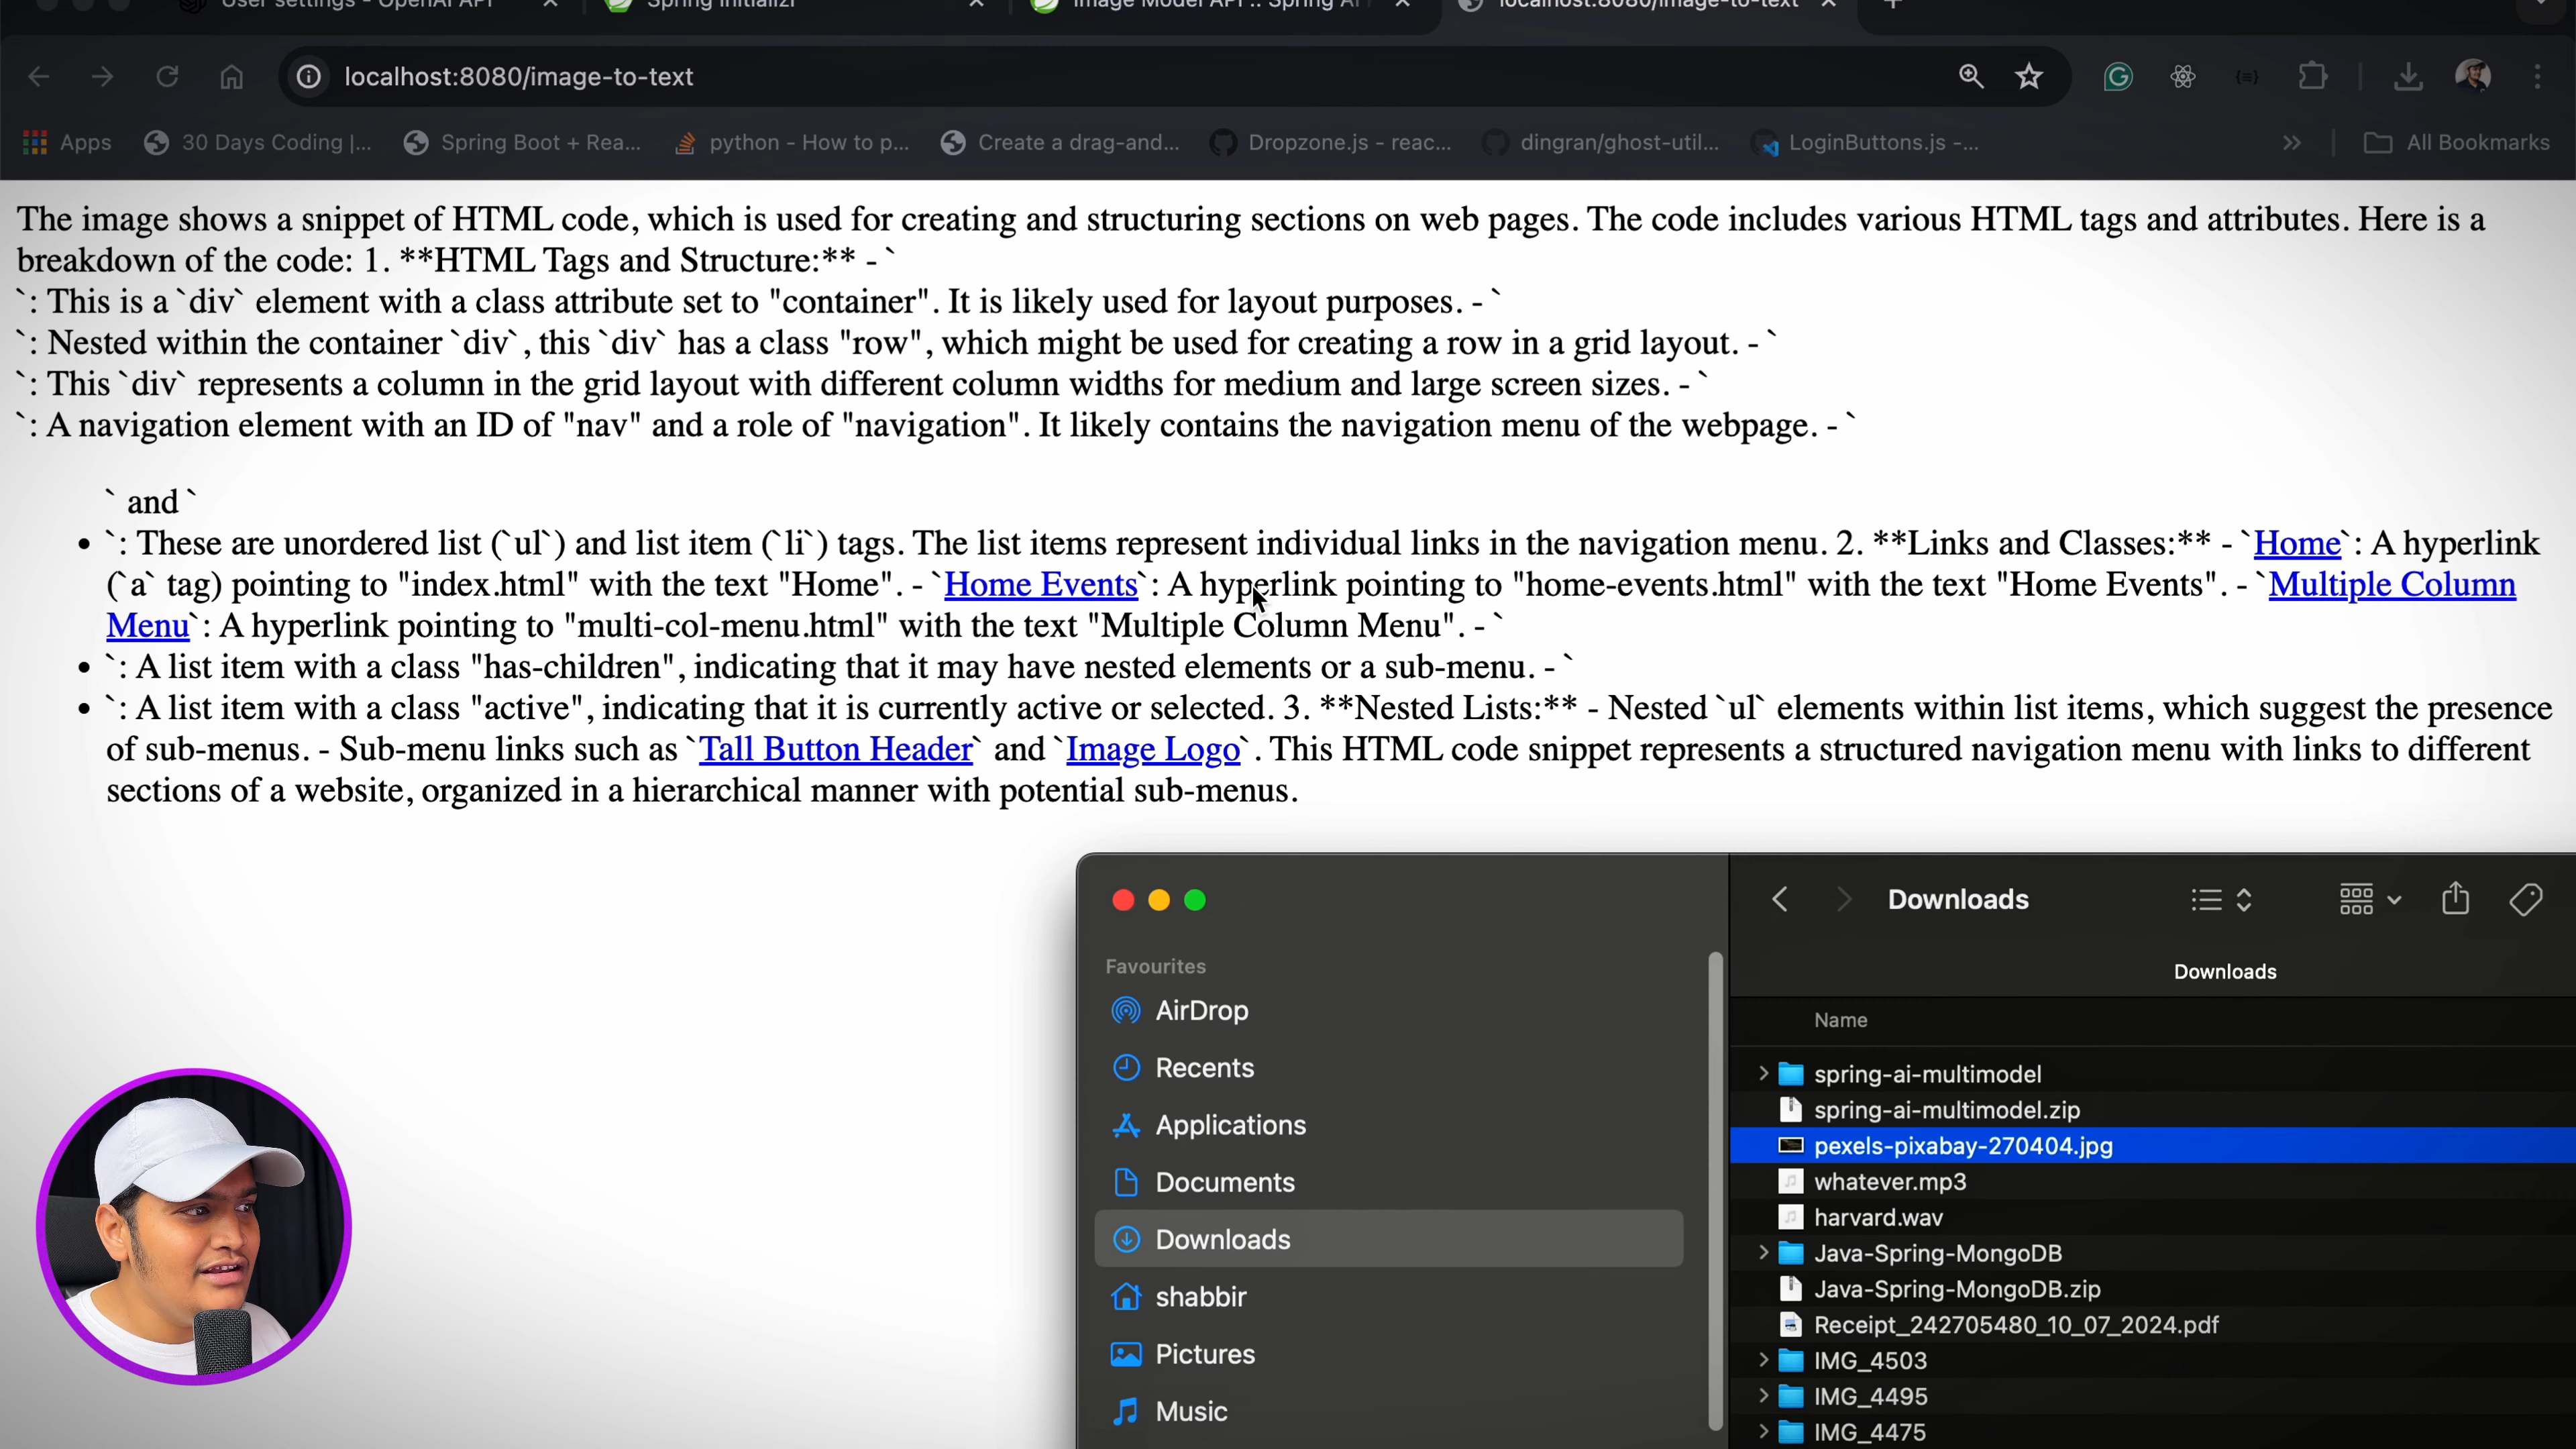 User settings - OpenAI API
Spring Initializr
Image Model API :: Spring AI
localhost:8080/image-to-text
localhost:8080/image-to-text
Apps
30 Days Coding |...
Spring Boot + Rea...
python - How to p...
Create a drag-and...
Dropzone.js - reac...
dingran/ghost-util...
LoginButtons.js -...
All Bookmarks
The image shows a snippet of HTML code, which is used for creating and structuring sections on web pages. The code includes various HTML tags and attributes. Here is a
breakdown of the code: 1. **HTML Tags and Structure:** - `
`: This is a `div` element with a class attribute set to "container". It is likely used for layout purposes. - `
`: Nested within the container `div`, this `div` has a class "row", which might be used for creating a row in a grid layout. - `
`: This `div` represents a column in the grid layout with different column widths for medium and large screen sizes. - `
`: A navigation element with an ID of "nav" and a role of "navigation". It likely contains the navigation menu of the webpage. - `
` and `
• `: These are unordered list (`ul`) and list item (`li`) tags. The list items represent individual links in the navigation menu. 2. **Links and Classes:** - `Home`: A hyperlink
(`a` tag) pointing to "index.html" with the text "Home". - `Home Events`: A hyperlink pointing to "home-events.html" with the text "Home Events". - `Multiple Column
Menu`: A hyperlink pointing to "multi-col-menu.html" with the text "Multiple Column Menu". - `
• `: A list item with a class "has-children", indicating that it may have nested elements or a sub-menu. - `
• `: A list item with a class "active", indicating that it is currently active or selected. 3. **Nested Lists:** - Nested `ul` elements within list items, which suggest the presence
of sub-menus. - Sub-menu links such as `Tall Button Header` and `Image Logo`. This HTML code snippet represents a structured navigation menu with links to different
sections of a website, organized in a hierarchical manner with potential sub-menus.
Favourites
AirDrop
Recents
Applications
Documents
Downloads
shabbir
Pictures
Music
Downloads
Downloads
Name
spring-ai-multimodel
spring-ai-multimodel.zip
pexels-pixabay-270404.jpg
whatever.mp3
harvard.wav
Java-Spring-MongoDB
Java-Spring-MongoDB.zip
Receipt_242705480_10_07_2024.pdf
IMG_4503
IMG_4495
IMG_4475